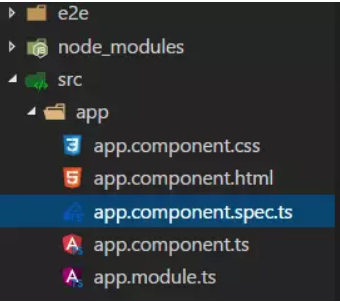 e2e
node_modules
src
app
app.component.css
app.component.html
app.component.spec.ts
app.component.ts
app.module.ts